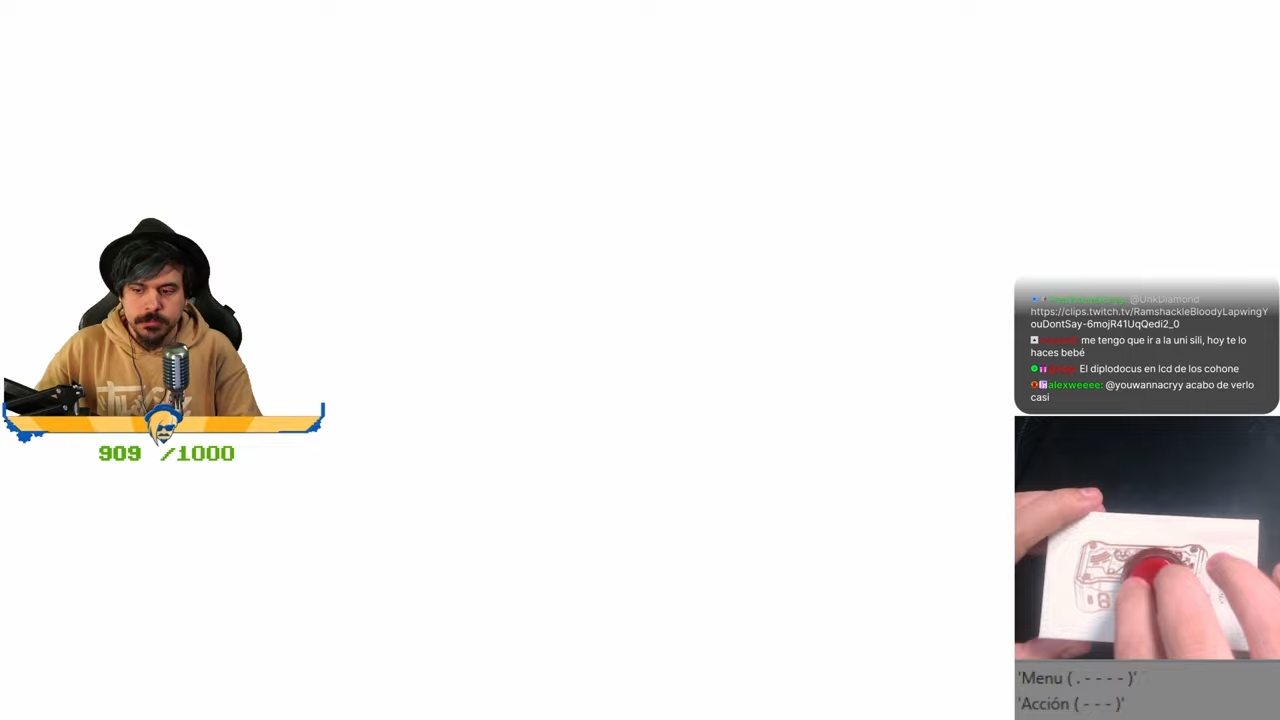 @UnkDiamond
https://clips.twitch.tv/RamshackleBloodyLapwingY
ouDontSay-6mojR41UqQedi2_0
me tengo que ir a la uni sili, hoy te lo
haces bebé
El diplodocus en lcd de los cohone
alexweeee: @youwannacryy acabo de verlo
casi
909 /1000
'Menu ( . - - - - )'
'Acción ( - - - )'